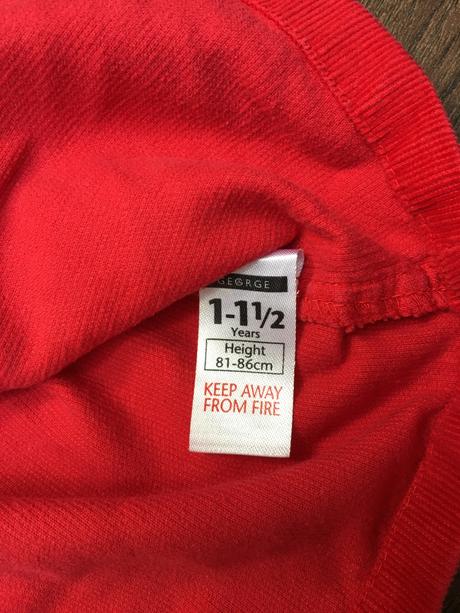 GEORGE
1-1½
Years
Height
81-86cm
KEEP AWAY
FROM FIRE